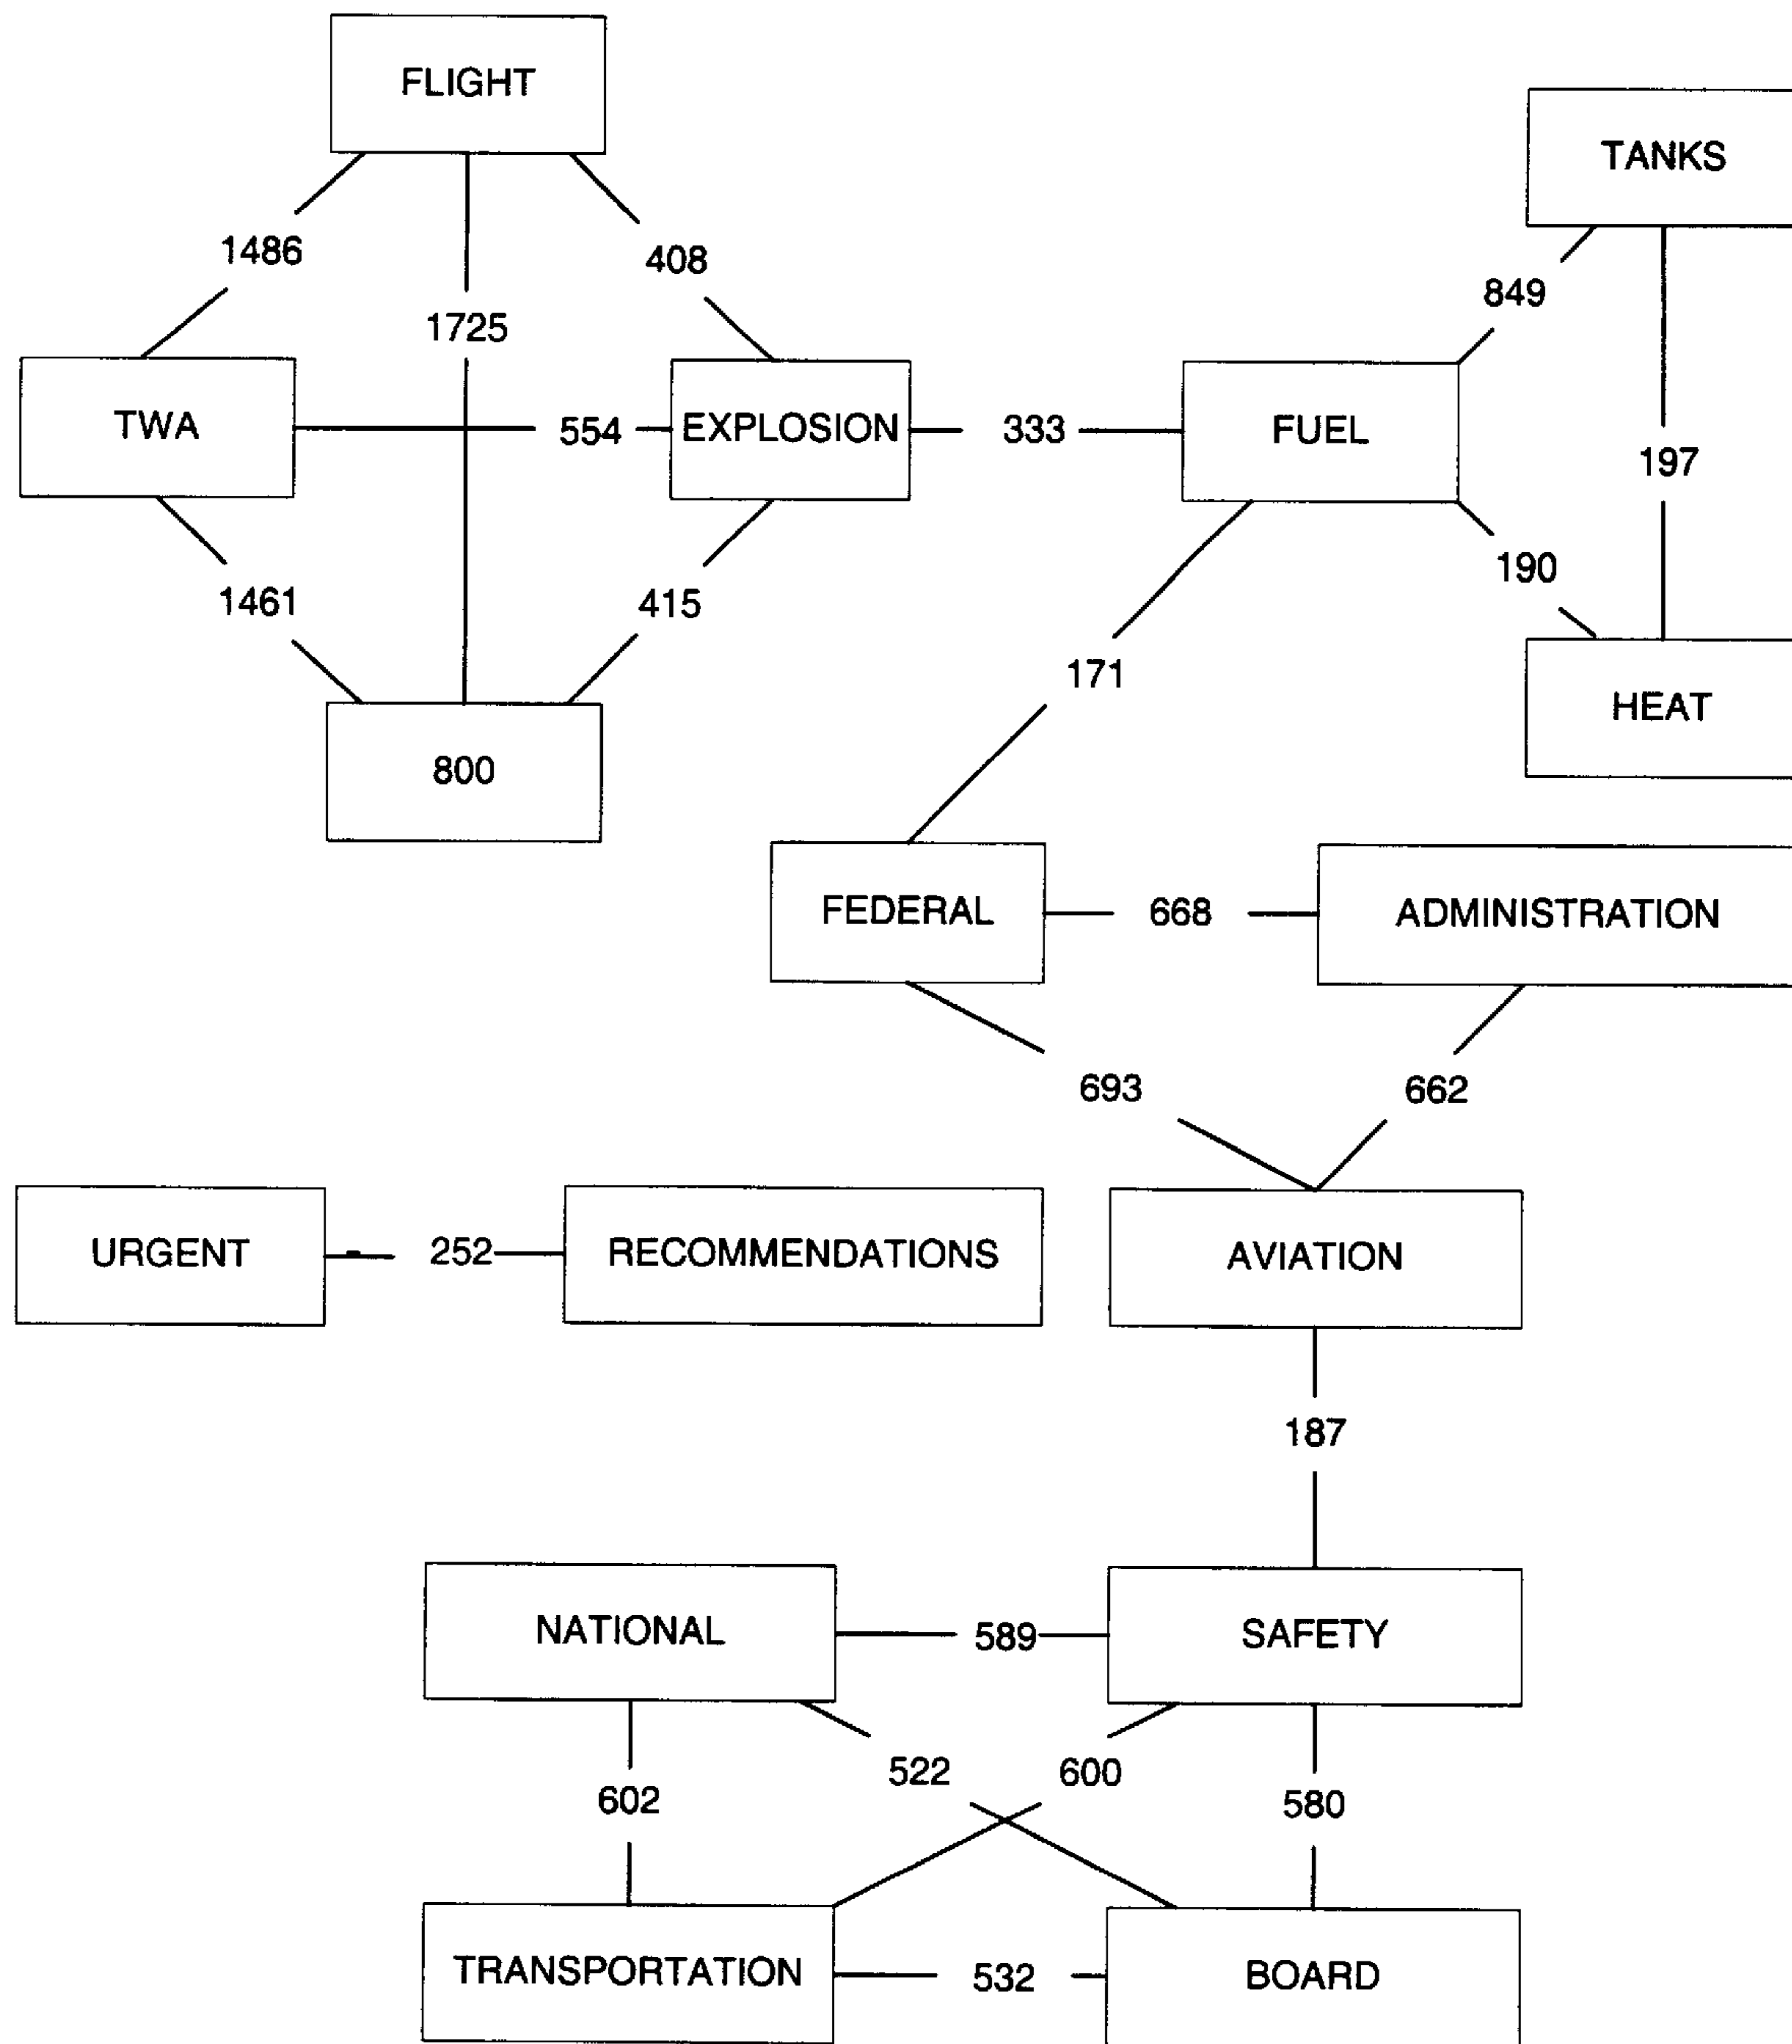 FLIGHT
TANKS
1486
408
849
1725
TWA
554
EXPLOSION
333
FUEL
197
190
1461
415
171
HEAT
800
FEDERAL
668
ADMINISTRATION
693
662
URGENT
252
RECOMMENDATIONS
AVIATION
187
NATIONAL
589
SAFETY
522
600
602
580
TRANSPORTATION
532
BOARD